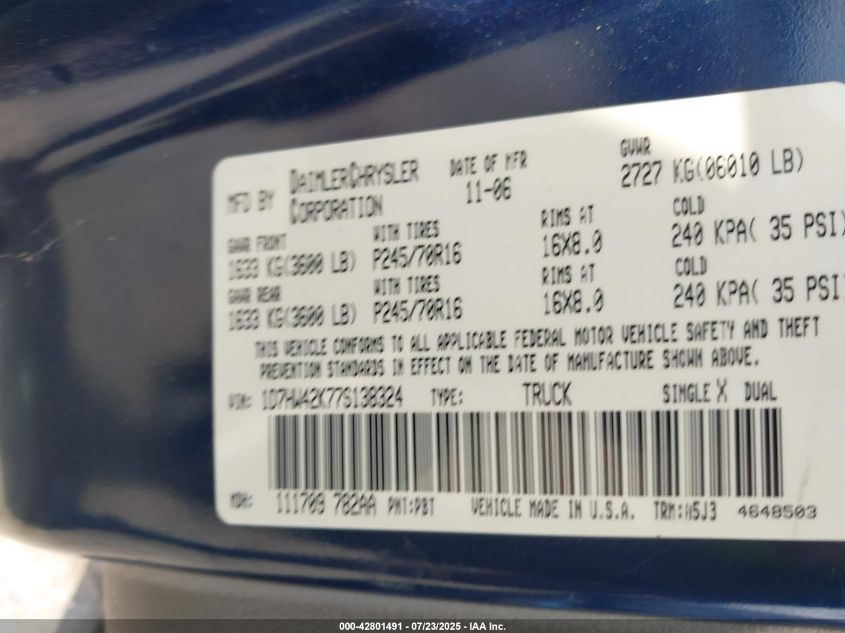 MFD BY DAIMLERCHRYSLER CORPORATION DATE OF MFR 11-06 GVWR 2727 KG(06010 LB)
GAWR FRONT WITH TIRES RIMS AT COLD
1633 KG(3600 LB) P245/70R16 16X8.0 240 KPA( 35 PSI)
GAWR REAR WITH TIRES RIMS AT COLD
1633 KG(3600 LB) P245/70R16 16X8.0 240 KPA( 35 PSI)
THIS VEHICLE CONFORMS TO ALL APPLICABLE FEDERAL MOTOR VEHICLE SAFETY AND THEFT
PREVENTION STANDARDS IN EFFECT ON THE DATE OF MANUFACTURE SHOWN ABOVE.
VIN: 1D7HW42K77S138324 TYPE: TRUCK SINGLE X DUAL
MDH: 111709 782AA PNT:PBT VEHICLE MADE IN U.S.A. TRM:A5J3 4648503
000-42801491 - 07/23/2025 - IAA Inc.